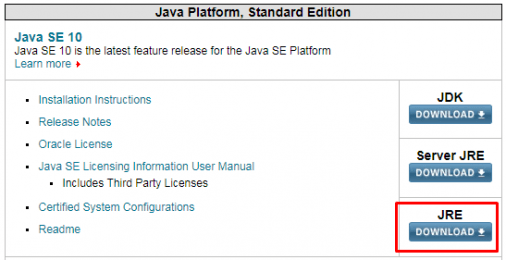 Java Platform, Standard Edition
Java SE 10
Java SE 10 is the latest feature release for the Java SE Platform
Learn more
Installation Instructions
Release Notes
Oracle License
Java SE Licensing Information User Manual
Includes Third Party Licenses
Certified System Configurations
Readme
JDK
DOWNLOAD
Server JRE
DOWNLOAD
JRE
DOWNLOAD